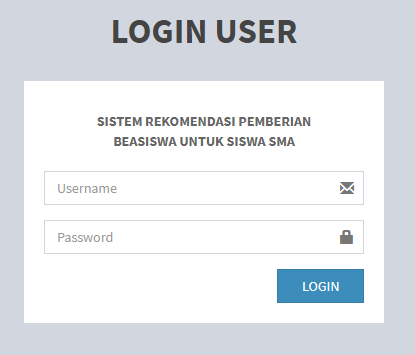 LOGIN USER
SISTEM REKOMENDASI PEMBERIAN
BEASISWA UNTUK SISWA SMA
Username
Password
LOGIN